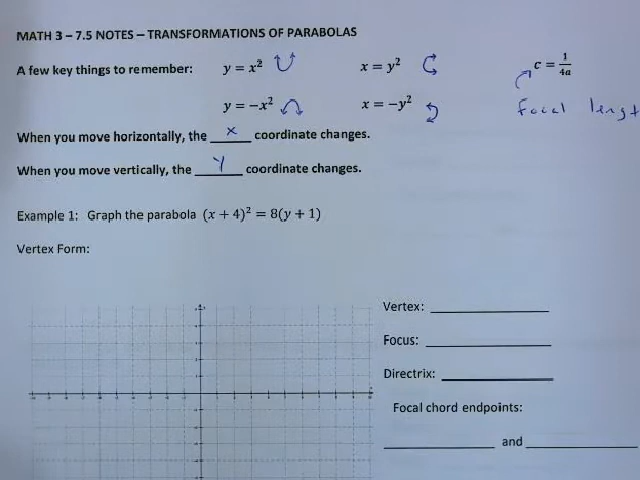 MATH 3 – 7.5 NOTES – TRANSFORMATIONS OF PARABOLAS
A few key things to remember: y = x² x = y² c = 1/4a
y = −x² x = −y² focal lengt
When you move horizontally, the x coordinate changes.
When you move vertically, the y coordinate changes.
Example 1: Graph the parabola (x + 4)² = 8(y + 1)
Vertex Form:
Vertex:
Focus:
Directrix:
Focal chord endpoints:
and